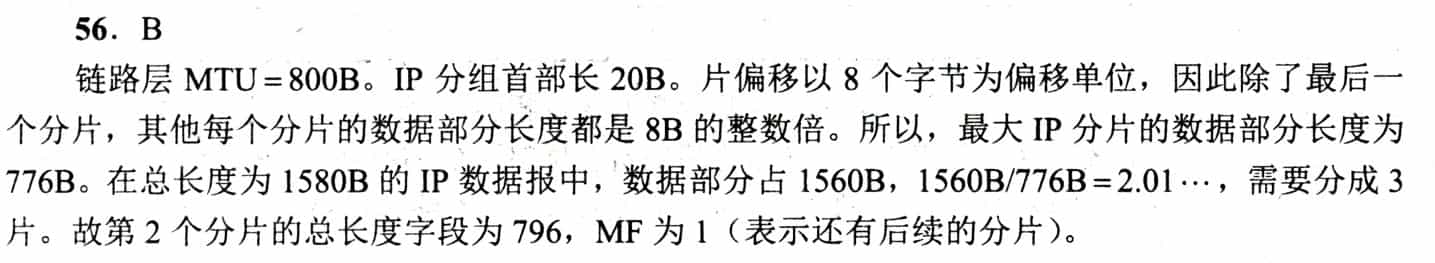 56．B
链路层 MTU = 800B。IP 分组首部长 20B。片偏移以 8 个字节为偏移单位，因此除了最后一
个分片，其他每个分片的数据部分长度都是 8B 的整数倍。所以，最大 IP 分片的数据部分长度为
776B。在总长度为 1580B 的 IP 数据报中，数据部分占 1560B，1560B/776B = 2.01…，需要分成 3
片。故第 2 个分片的总长度字段为 796，MF 为 1（表示还有后续的分片）。